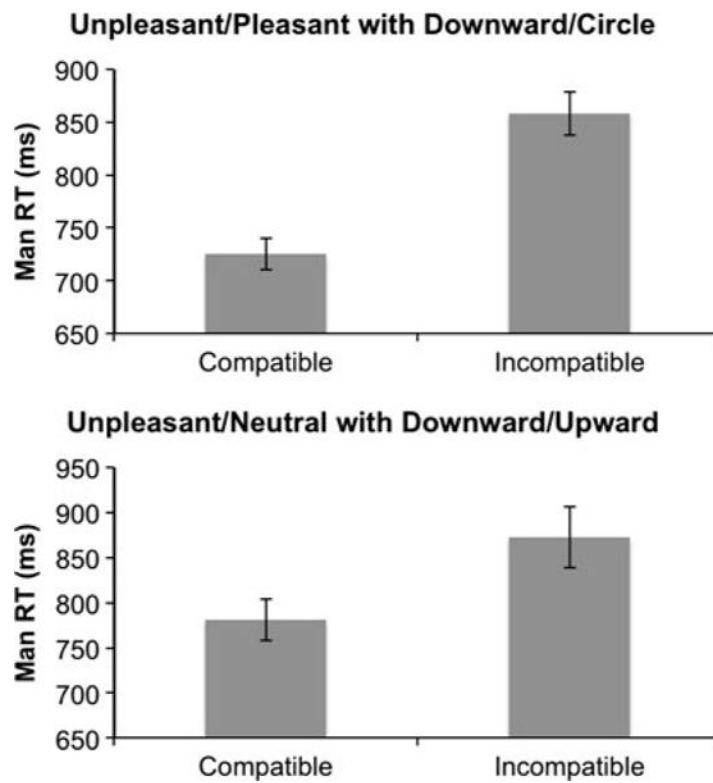 Unpleasant/Pleasant with Downward/Circle
900
850
800
750
700
650
Man RT (ms)
Compatible Incompatible
Unpleasant/Neutral with Downward/Upward
950
900
850
800
750
700
650
Man RT (ms)
Compatible Incompatible